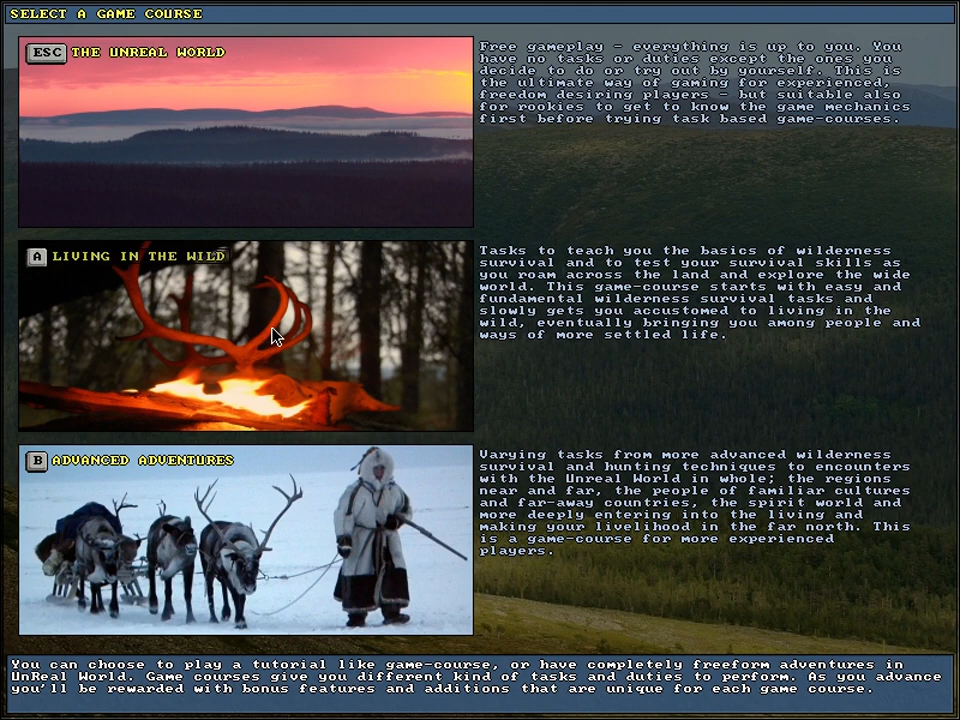 SELECT A GAME COURSE
ESC THE UNREAL WORLD
Free gameplay - everything is up to you. You
have no tasks or duties except the ones you
decide to do or try out by yourself. This is
the ultimate way of gaming for experienced,
freedom desiring players - but suitable also
for rookies to get to know the game mechanics
first before trying task based game-courses.
A LIVING IN THE WILD
Tasks to teach you the basics of wilderness
survival and to test your survival skills as
you roam across the land and explore the wide
world. This game-course starts with easy and
fundamental wilderness survival tasks and
slowly gets you accustomed to living in the
wild, eventually bringing you among people and
ways of more settled life.
B ADVANCED ADVENTURES
Varying tasks from more advanced wilderness
survival and hunting techniques to encounters
with the Unreal World in whole; the regions
near and far, the people of familiar cultures
and far-away countries, the spirit world and
more deeply entering into the living and
making your livelihood in the far north. This
is a game-course for more experienced
players.
You can choose to play a tutorial like game-course, or have completely freeform adventures in
UnReal World. Game courses give you different kind of tasks and duties to perform. As you advance
you'll be rewarded with bonus features and additions that are unique for each game course.